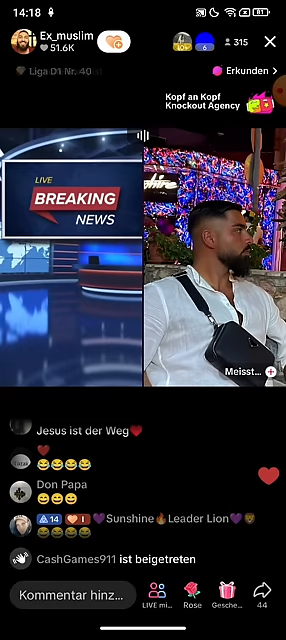 14:18
81
Ex_muslim
51.6K
315
Liga D1 Nr. 40
Erkunden
Kopf an Kopf
Knockout Agency
LIVE
BREAKING
NEWS
Meisst...
Jesus ist der Weg❤️
❤️
😂😂😂😂
Don Papa
😄😄😄
14 1 💜Sunshine🔥Leader Lion💜🦁
😂😂😂😂
CashGames911 ist beigetreten
Kommentar hinz...
LIVE mi...
Rose
Gesche...
44